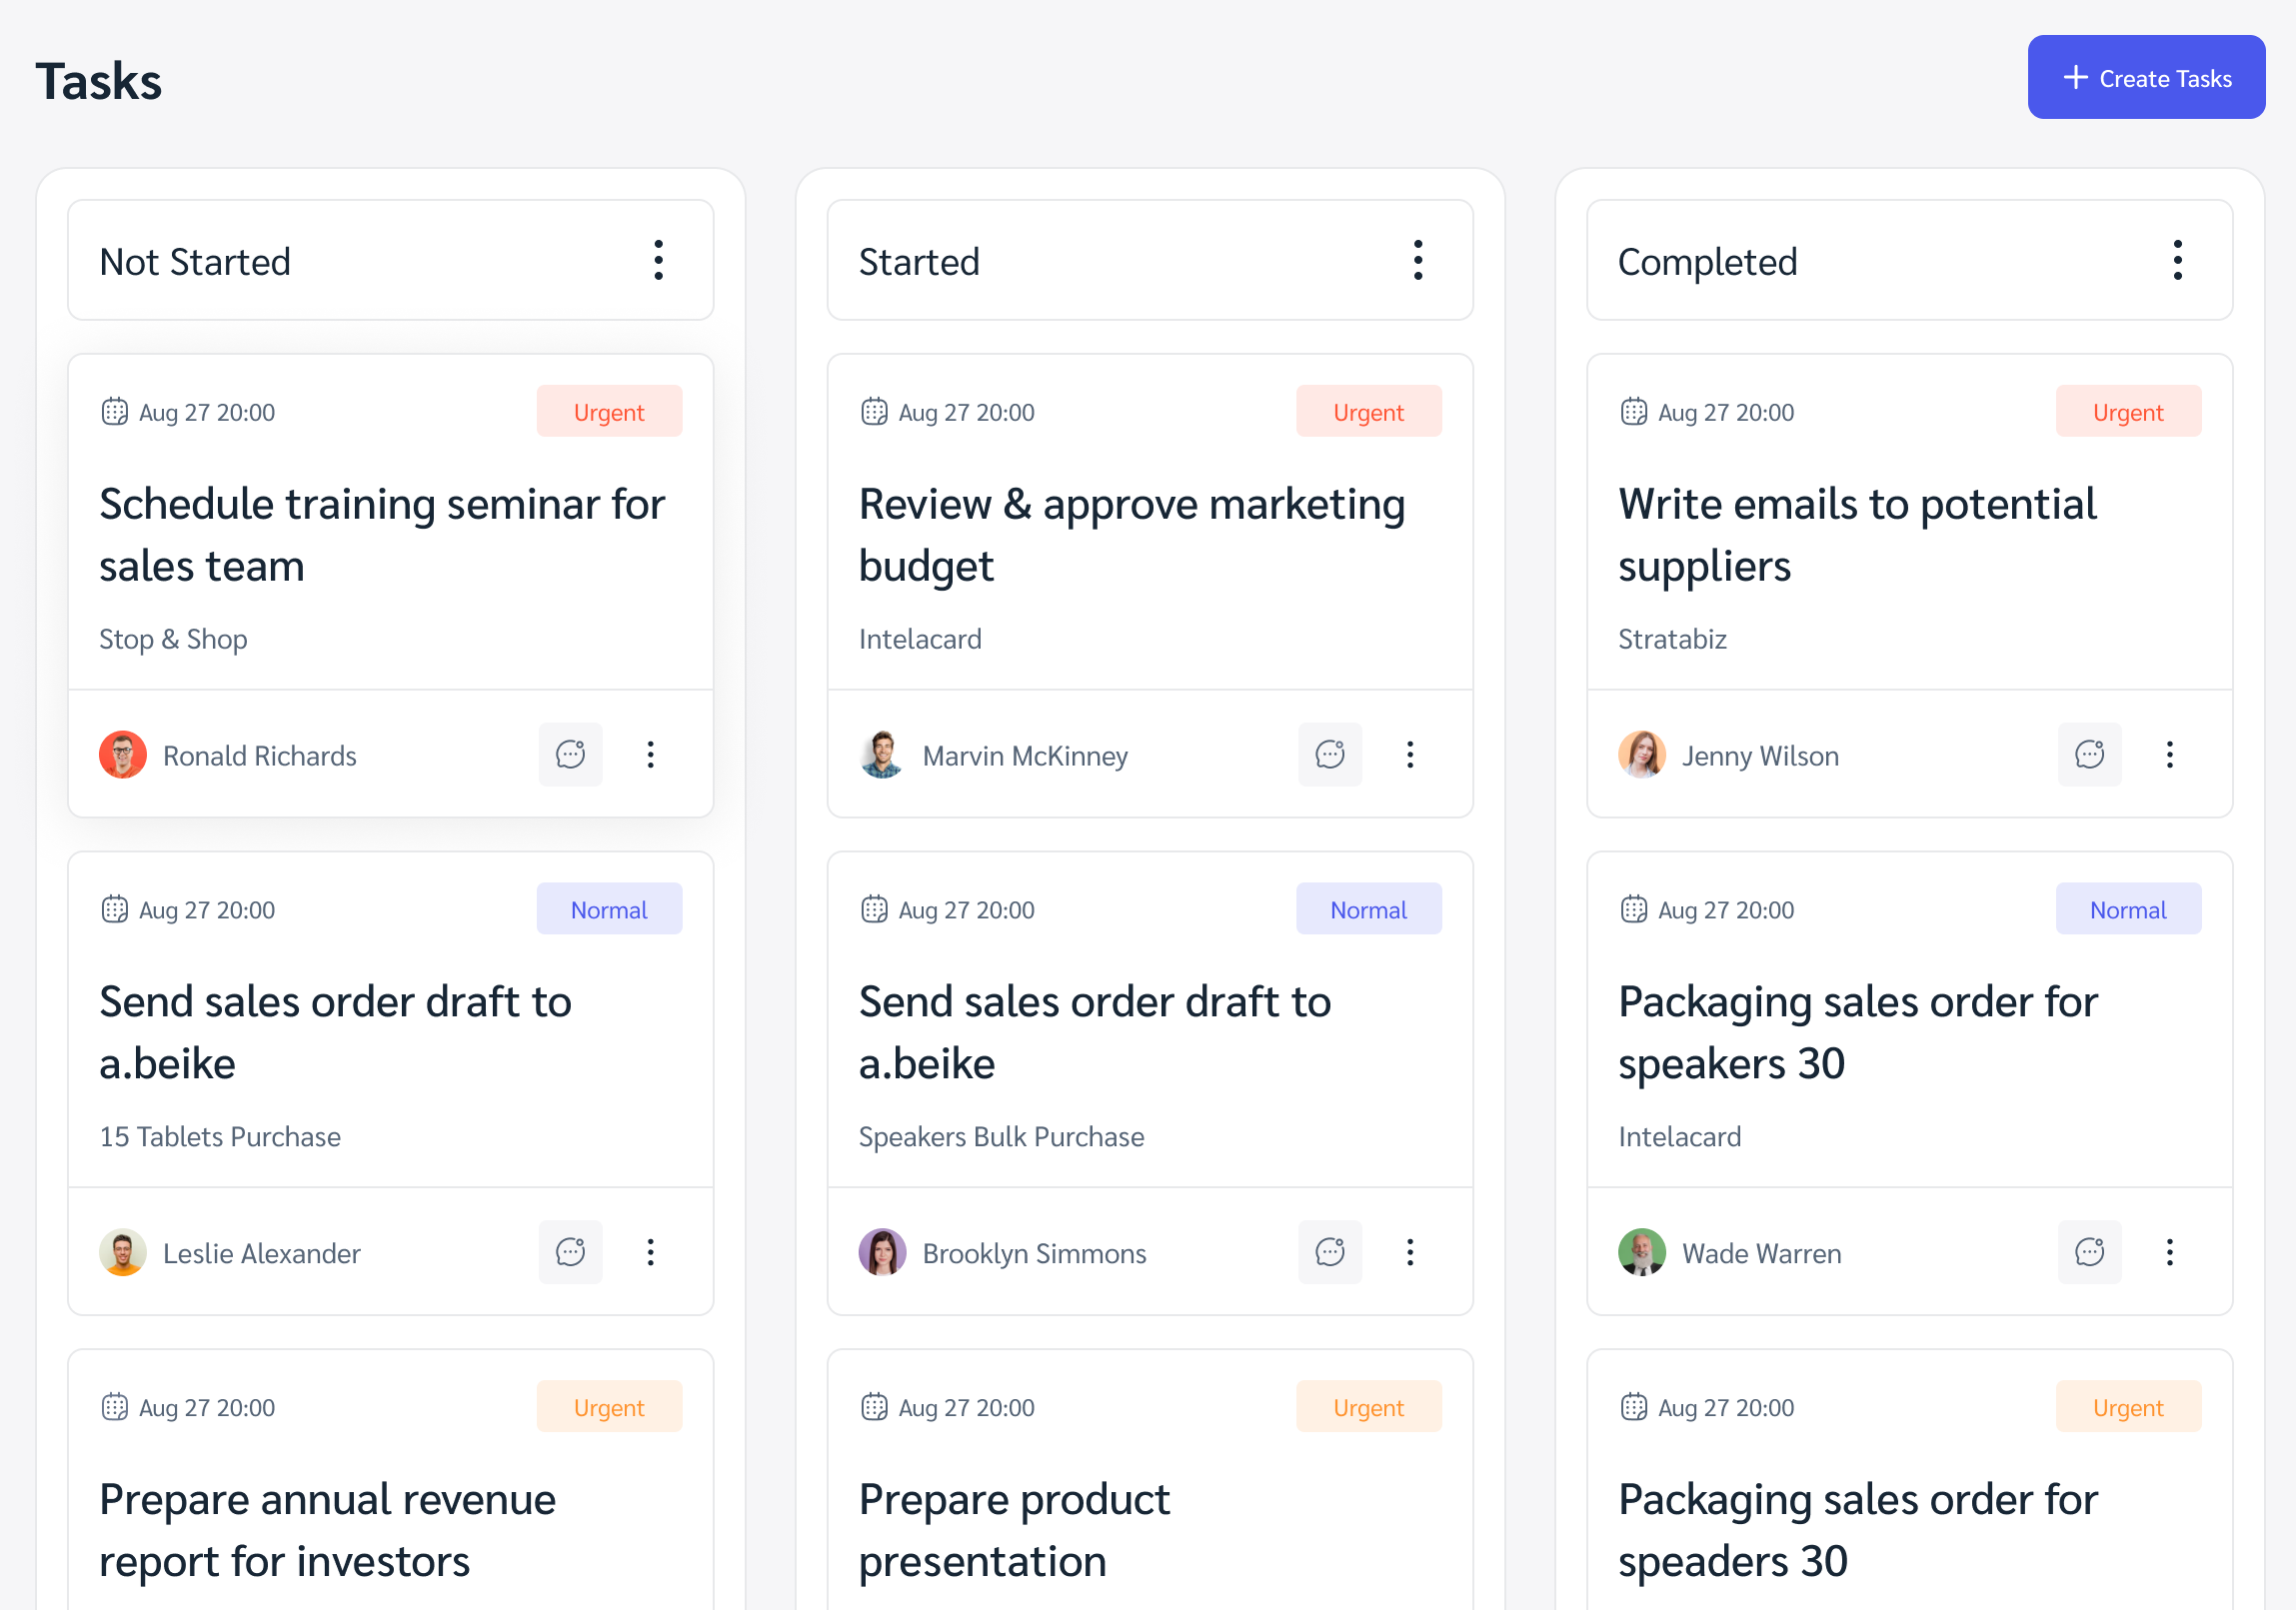 Tasks
+ Create Tasks
Not Started
Aug 27 20:00
Urgent
Schedule training seminar for
sales team
Stop & Shop
Ronald Richards
Aug 27 20:00
Normal
Send sales order draft to
a.beike
15 Tablets Purchase
Leslie Alexander
Aug 27 20:00
Urgent
Prepare annual revenue
report for investors
Started
Aug 27 20:00
Urgent
Review & approve marketing
budget
Intelacard
Marvin McKinney
Aug 27 20:00
Normal
Send sales order draft to
a.beike
Speakers Bulk Purchase
Brooklyn Simmons
Aug 27 20:00
Urgent
Prepare product
presentation
Completed
Aug 27 20:00
Urgent
Write emails to potential
suppliers
Stratabiz
Jenny Wilson
Aug 27 20:00
Normal
Packaging sales order for
speakers 30
Intelacard
Wade Warren
Aug 27 20:00
Urgent
Packaging sales order for
speaders 30